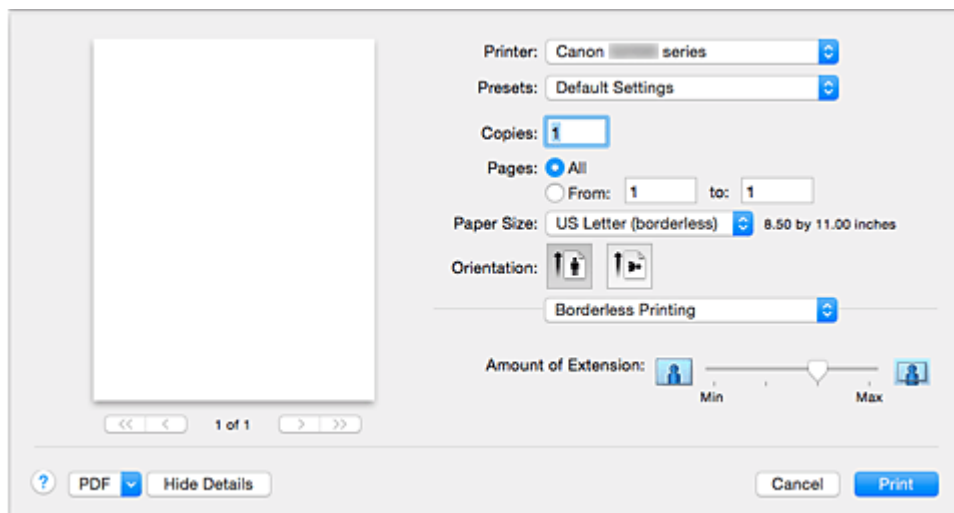 Printer: Canon series
Presets: Default Settings
Copies: 1
Pages: All
From: 1 to: 1
Paper Size: US Letter (borderless) 8.50 by 11.00 inches
Orientation:
Borderless Printing
Amount of Extension:
Min Max
<< < 1 of 1 > >>
? PDF Hide Details Cancel Print